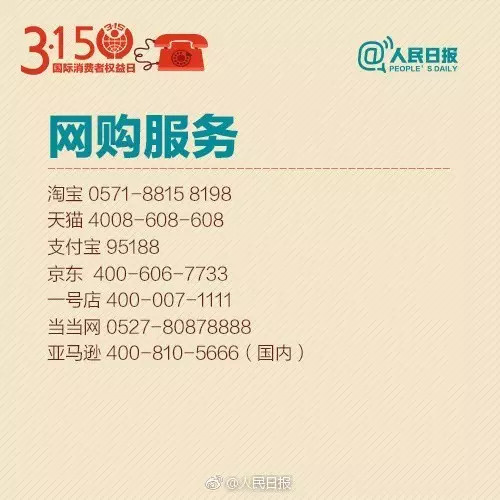 3·15
3·15
国际消费者权益日
@人民日报
PEOPLE'S DAILY
网购服务
淘宝 0571-8815 8198
天猫 4008-608-608
支付宝 95188
京东 400-606-7733
一号店 400-007-1111
当当网 0527-80878888
亚马逊 400-810-5666（国内）
@人民日报